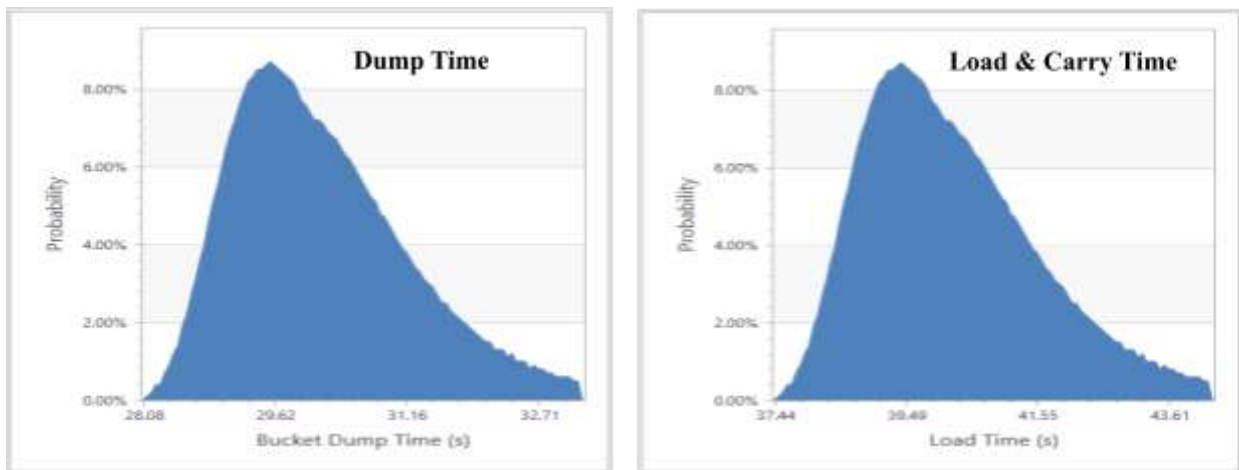 Dump Time
8.00%
6.00%
4.00%
2.00%
0.00%
Probability
28.08 29.62 31.16 32.71
Bucket Dump Time (s)
Load & Carry Time
8.00%
6.00%
4.00%
2.00%
0.00%
Probability
37.44 39.49 41.55 43.61
Load Time (s)